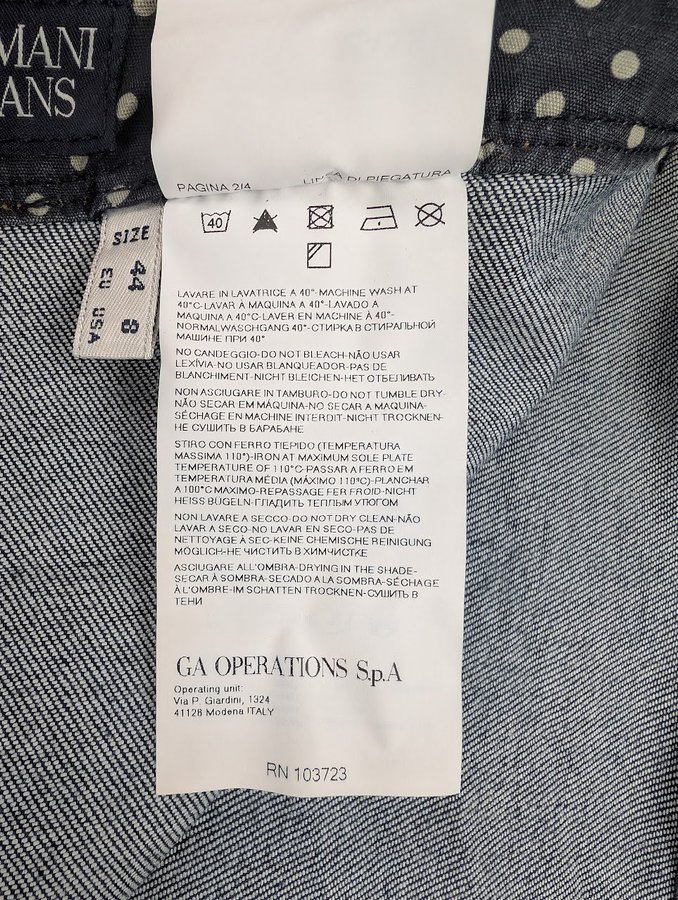 MANI
ANS
PAGINA 2/4
LINEA DI PIEGATURA
SIZE
44 8
EU USA
40
LAVARE IN LAVATRICE A 40°-MACHINE WASH AT
40°C-LAVAR À MAQUINA A 40°-LAVADO A
MAQUINA A 40°C-LAVER EN MACHINE À 40°-
NORMALWASCHGANG 40°-СТИРКА В СТИРАЛЬНОЙ
МАШИНЕ ПРИ 40°
NO CANDEGGIO-DO NOT BLEACH-NÃO USAR
LEXÍVIA-NO USAR BLANQUEADOR-PAS DE
BLANCHIMENT-NICHT BLEICHEN-НЕТ ОТБЕЛИВАТЬ
NON ASCIUGARE IN TAMBURO-DO NOT TUMBLE DRY-
NÃO SECAR EM MÁQUINA-NO SECAR A MAQUINA-
SÉCHAGE EN MACHINE INTERDIT-NICHT TROCKNEN-
НЕ СУШИТЬ В БАРАБАНЕ
STIRO CON FERRO TIEPIDO (TEMPERATURA
MASSIMA 110°)-IRON AT MAXIMUM SOLE PLATE
TEMPERATURE OF 110°C-PASSAR A FERRO EM
TEMPERATURA MÉDIA (MÁXIMO 110ºC)-PLANCHAR
A 100°C MAXIMO-REPASSAGE FER FROID-NICHT
HEISS BÜGELN-ГЛАДИТЬ ТЕПЛЫМ УТЮГОМ
NON LAVARE A SECCO-DO NOT DRY CLEAN-NÃO
LAVAR A SECO-NO LAVAR EN SECO-PAS DE
NETTOYAGE À SEC-KEINE CHEMISCHE REINIGUNG
MÖGLICH-НЕ ЧИСТИТЬ В ХИМЧИСТКЕ
ASCIUGARE ALL'OMBRA-DRYING IN THE SHADE-
SECAR À SOMBRA-SECADO A LA SOMBRA-SÉCHAGE
À L'OMBRE-IM SCHATTEN TROCKNEN-СУШИТЬ В
ТЕНИ
GA OPERATIONS S.p.A
Operating unit:
Via P. Giardini, 1324
41128 Modena ITALY
RN 103723